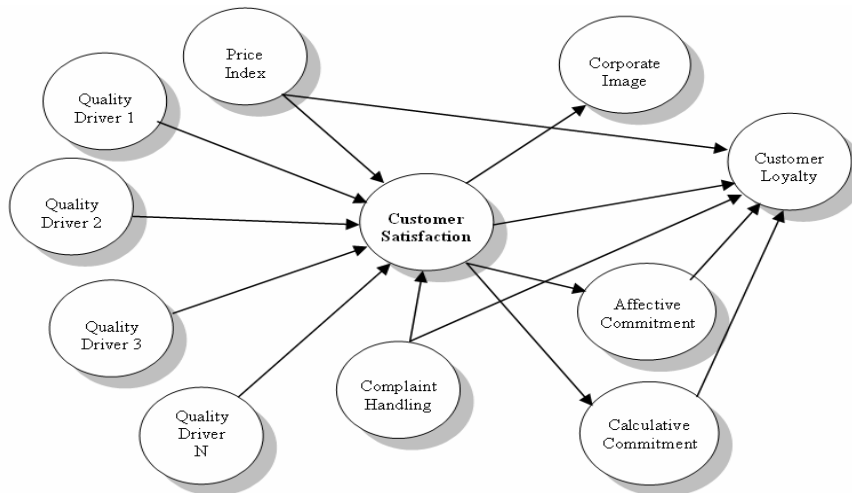 Price
Index
Corporate
Image
Quality
Driver 1
Customer
Loyalty
Quality
Driver 2
Customer
Satisfaction
Affective
Commitment
Quality
Driver 3
Complaint
Handling
Quality
Driver
N
Calculative
Commitment